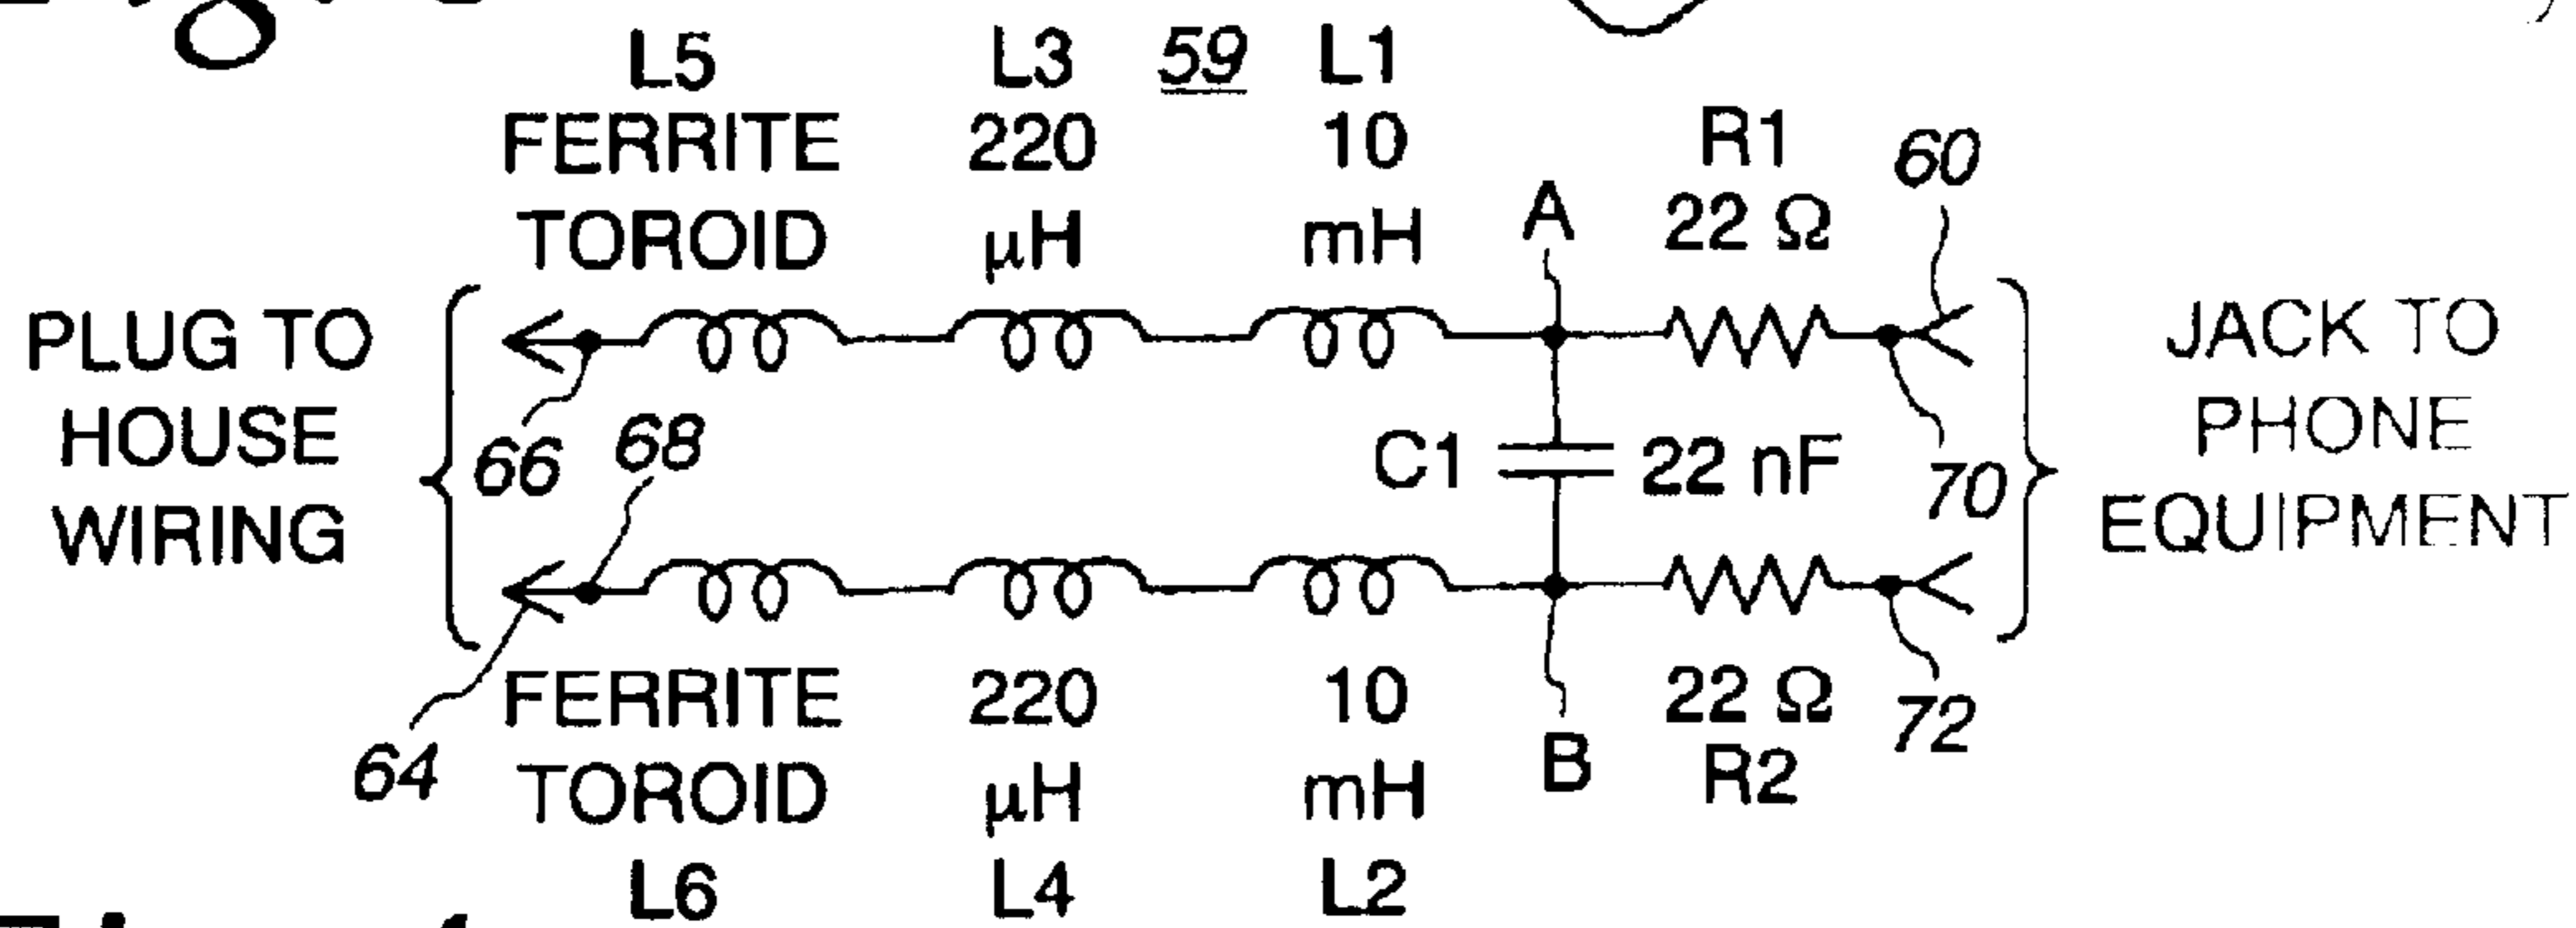 L5 L3 59 L1
FERRITE 220 10 R1 60
TOROID µH mH A 22 Ω
PLUG TO
HOUSE
WIRING
JACK TO
PHONE
EQUIPMENT
66 68 C1 22 nF 70
64 FERRITE 220 10 22 Ω 72
TOROID µH mH B R2
L6 L4 L2